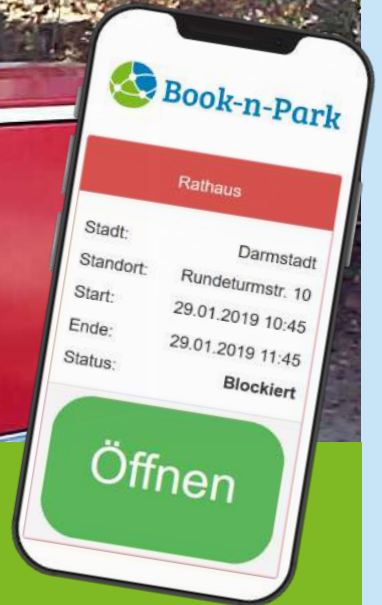 Book-n-Park
Rathaus
Stadt: Darmstadt
Standort: Rundeturmstr. 10
Start: 29.01.2019 10:45
Ende: 29.01.2019 11:45
Status: Blockiert
Öffnen